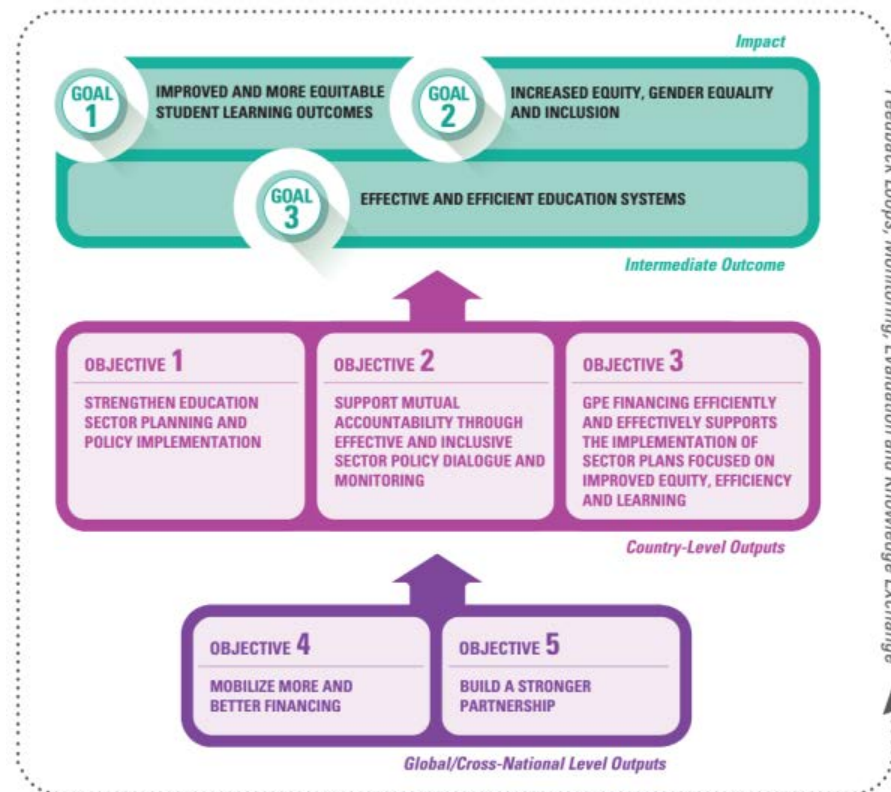 Impact
GOAL
1
IMPROVED AND MORE EQUITABLE
STUDENT LEARNING OUTCOMES
GOAL
2
INCREASED EQUITY, GENDER EQUALITY
AND INCLUSION
GOAL
3
EFFECTIVE AND EFFICIENT EDUCATION SYSTEMS
Intermediate Outcome
OBJECTIVE 1
STRENGTHEN EDUCATION
SECTOR PLANNING AND
POLICY IMPLEMENTATION
OBJECTIVE 2
SUPPORT MUTUAL
ACCOUNTABILITY THROUGH
EFFECTIVE AND INCLUSIVE
SECTOR POLICY DIALOGUE AND
MONITORING
OBJECTIVE 3
GPE FINANCING EFFICIENTLY
AND EFFECTIVELY SUPPORTS
THE IMPLEMENTATION OF
SECTOR PLANS FOCUSED ON
IMPROVED EQUITY, EFFICIENCY
AND LEARNING
Country-Level Outputs
OBJECTIVE 4
MOBILIZE MORE AND
BETTER FINANCING
OBJECTIVE 5
BUILD A STRONGER
PARTNERSHIP
Global/Cross-National Level Outputs
Feedback Loops, Monitoring, Evaluation and Knowledge Exchange